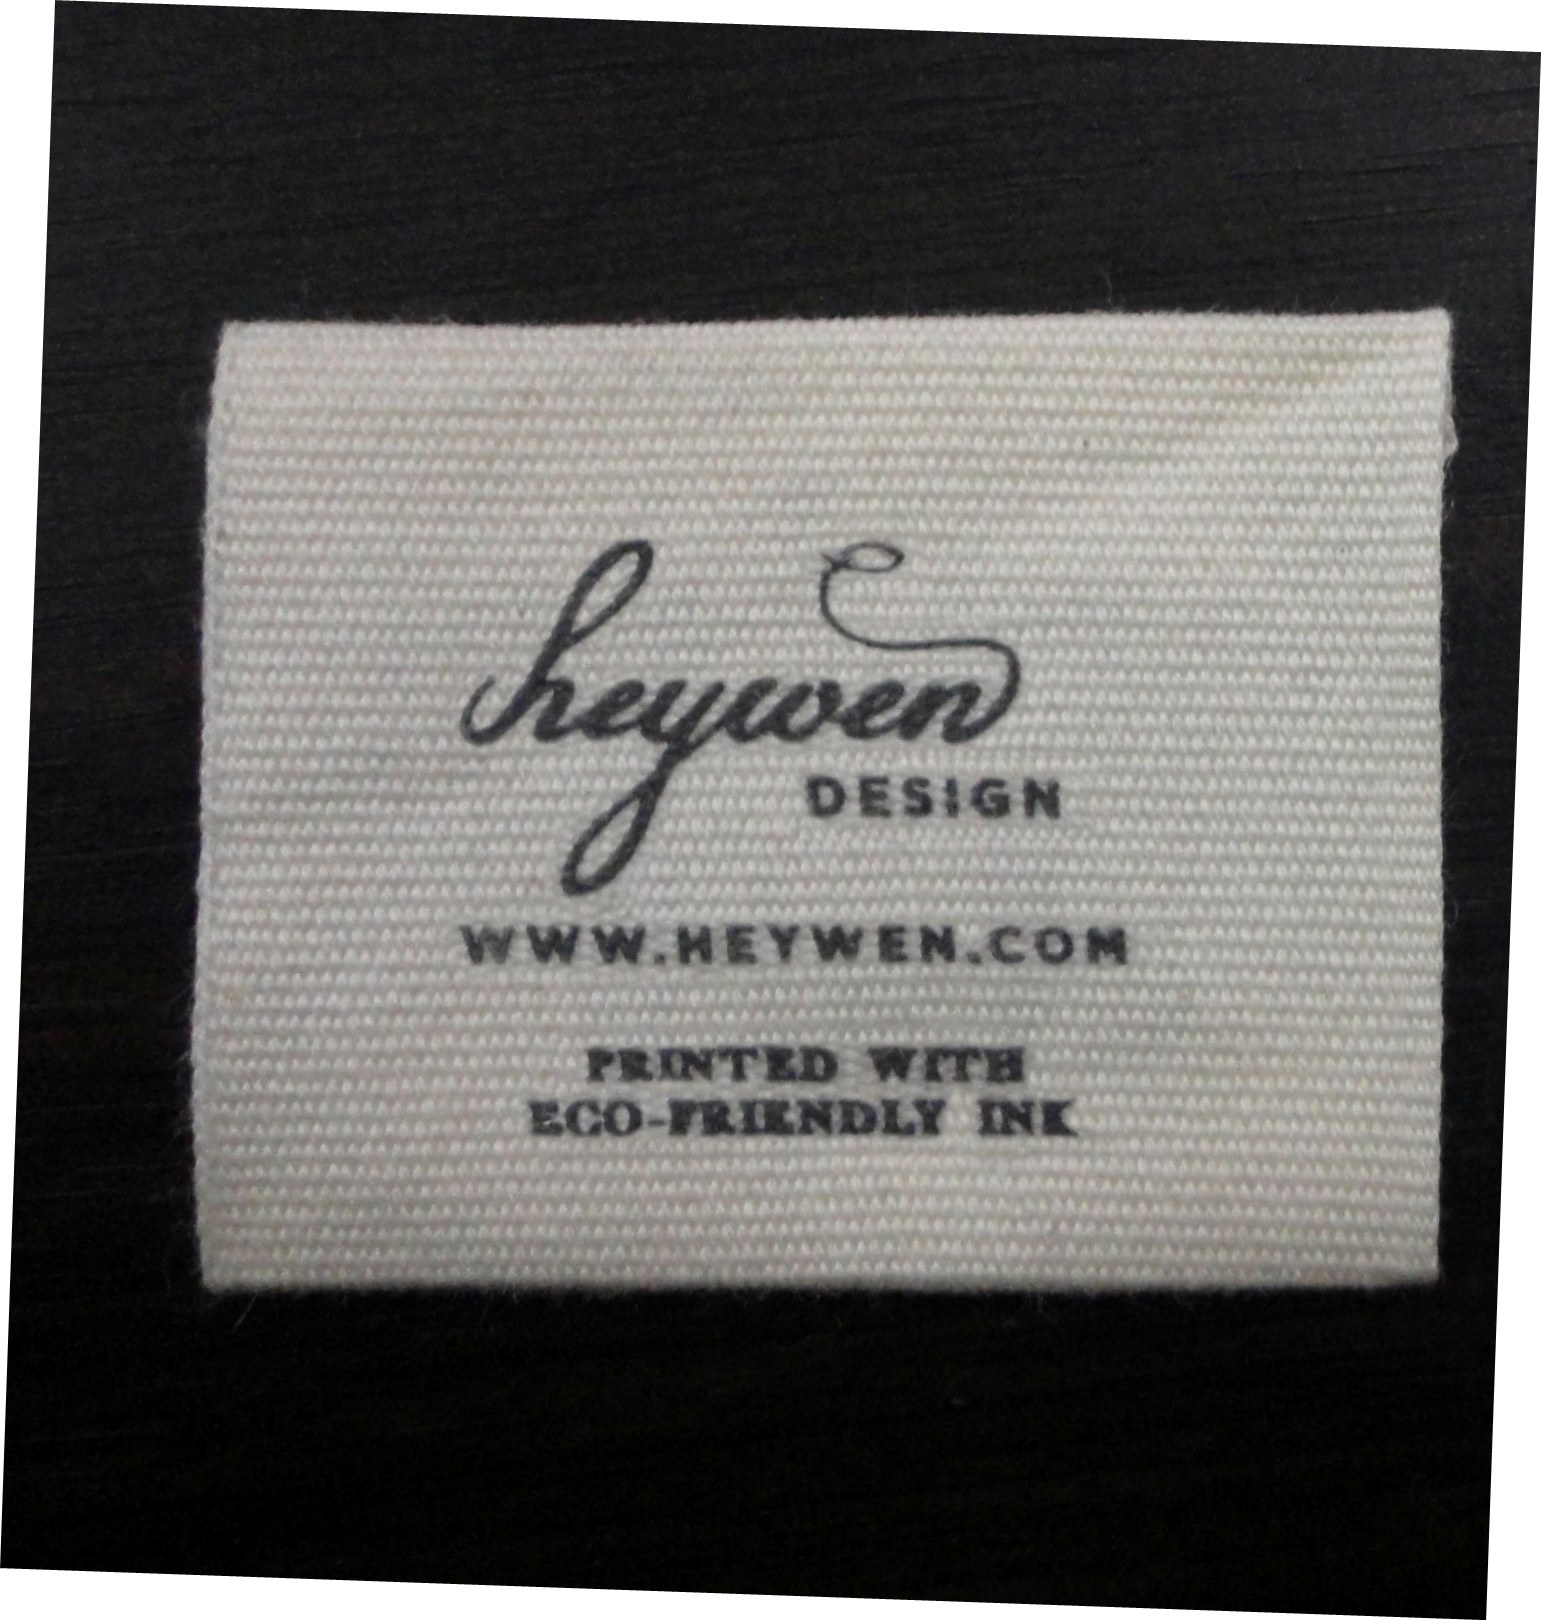 heywen
DESIGN
WWW.HEYWEN.COM
PRINTED WITH
ECO-FRIENDLY INK